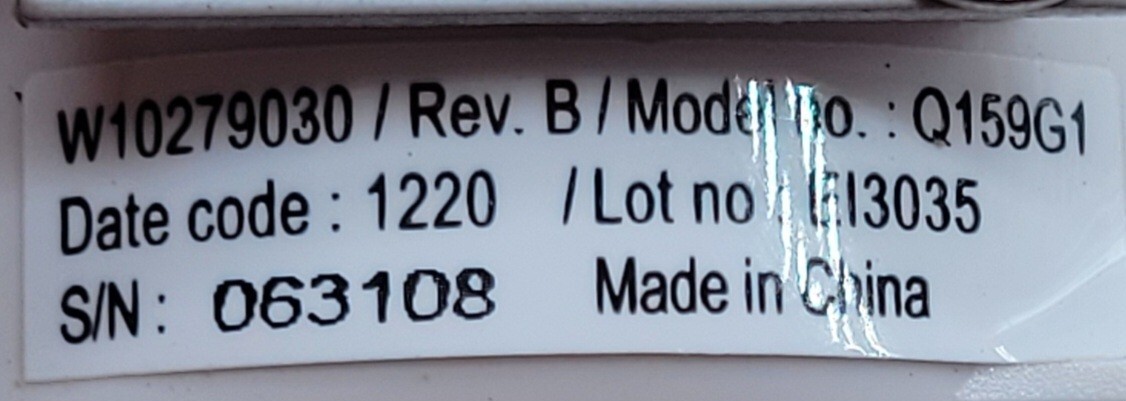 W10279030 / Rev. B / Model no. : Q159G1
Date code : 1220 / Lot no
S/N : 063108 Made in China